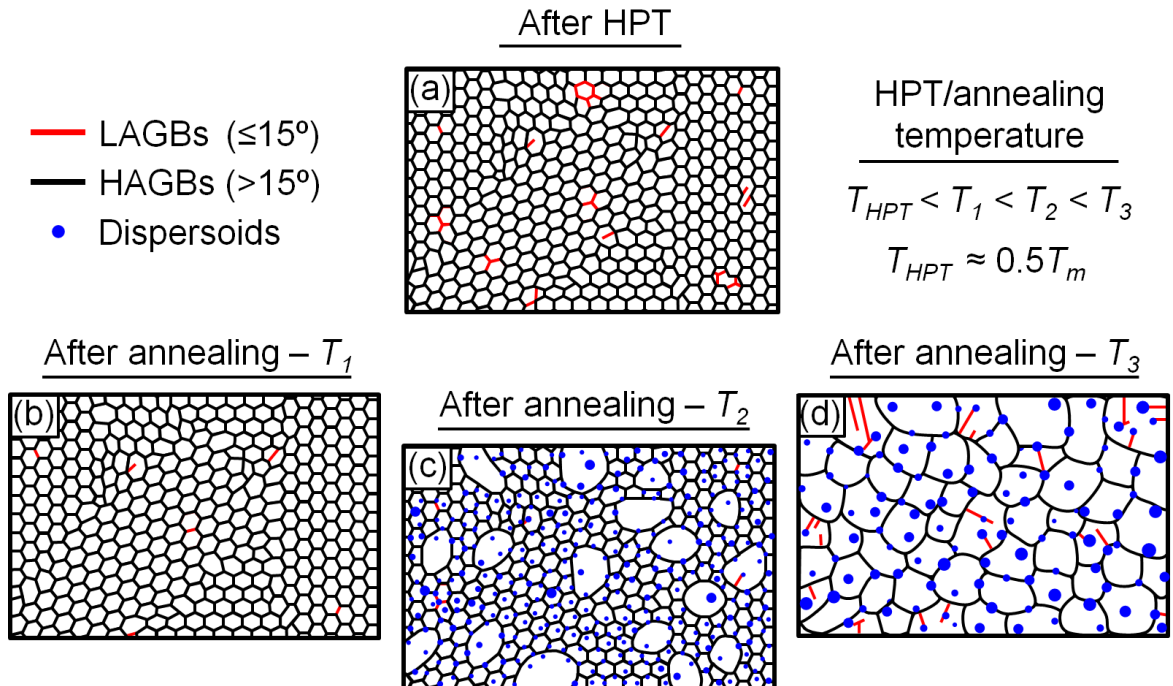 After HPT
(a)
LAGBs (≤15º)
HAGBs (>15º)
Dispersoids
HPT/annealing
temperature
T_HPT < T_1 < T_2 < T_3
T_HPT ≈ 0.5T_m
After annealing – T_1
(b)
After annealing – T_2
(c)
After annealing – T_3
(d)